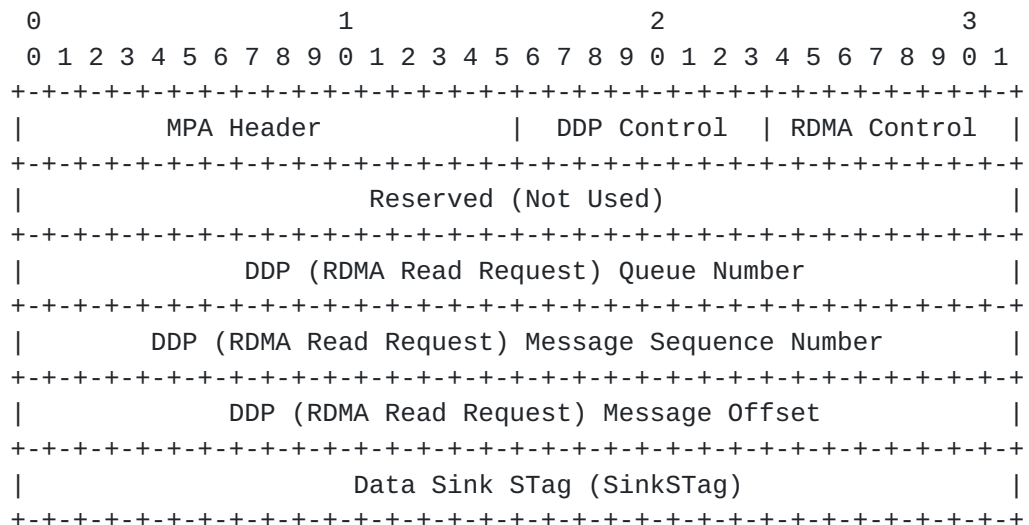 0                   1                   2                   3
 0 1 2 3 4 5 6 7 8 9 0 1 2 3 4 5 6 7 8 9 0 1 2 3 4 5 6 7 8 9 0 1
+-+-+-+-+-+-+-+-+-+-+-+-+-+-+-+-+-+-+-+-+-+-+-+-+-+-+-+-+-+-+-+-+
|         MPA Header            |  DDP Control  | RDMA Control  |
+-+-+-+-+-+-+-+-+-+-+-+-+-+-+-+-+-+-+-+-+-+-+-+-+-+-+-+-+-+-+-+-+
|                      Reserved (Not Used)                      |
+-+-+-+-+-+-+-+-+-+-+-+-+-+-+-+-+-+-+-+-+-+-+-+-+-+-+-+-+-+-+-+-+
|              DDP (RDMA Read Request) Queue Number             |
+-+-+-+-+-+-+-+-+-+-+-+-+-+-+-+-+-+-+-+-+-+-+-+-+-+-+-+-+-+-+-+-+
|        DDP (RDMA Read Request) Message Sequence Number        |
+-+-+-+-+-+-+-+-+-+-+-+-+-+-+-+-+-+-+-+-+-+-+-+-+-+-+-+-+-+-+-+-+
|             DDP (RDMA Read Request) Message Offset            |
+-+-+-+-+-+-+-+-+-+-+-+-+-+-+-+-+-+-+-+-+-+-+-+-+-+-+-+-+-+-+-+-+
|                     Data Sink STag (SinkSTag)                 |
+-+-+-+-+-+-+-+-+-+-+-+-+-+-+-+-+-+-+-+-+-+-+-+-+-+-+-+-+-+-+-+-+